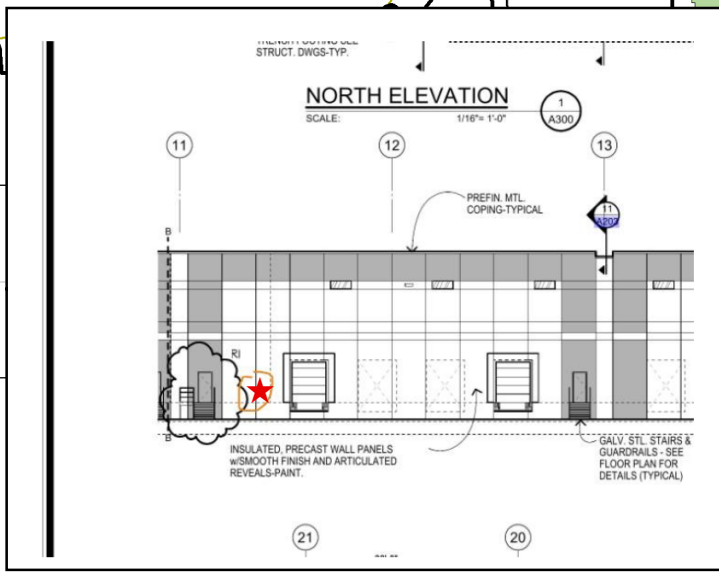 STRUCT. DWGS-TYP.
NORTH ELEVATION
SCALE: 1/16"= 1'-0"
1
A300
11
12
13
PREFIN. MTL.
COPING-TYPICAL
11
A202
B
RI
B
INSULATED, PRECAST WALL PANELS
w/SMOOTH FINISH AND ARTICULATED
REVEALS-PAINT.
GALV. STL. STAIRS &
GUARDRAILS - SEE
FLOOR PLAN FOR
DETAILS (TYPICAL)
21
20